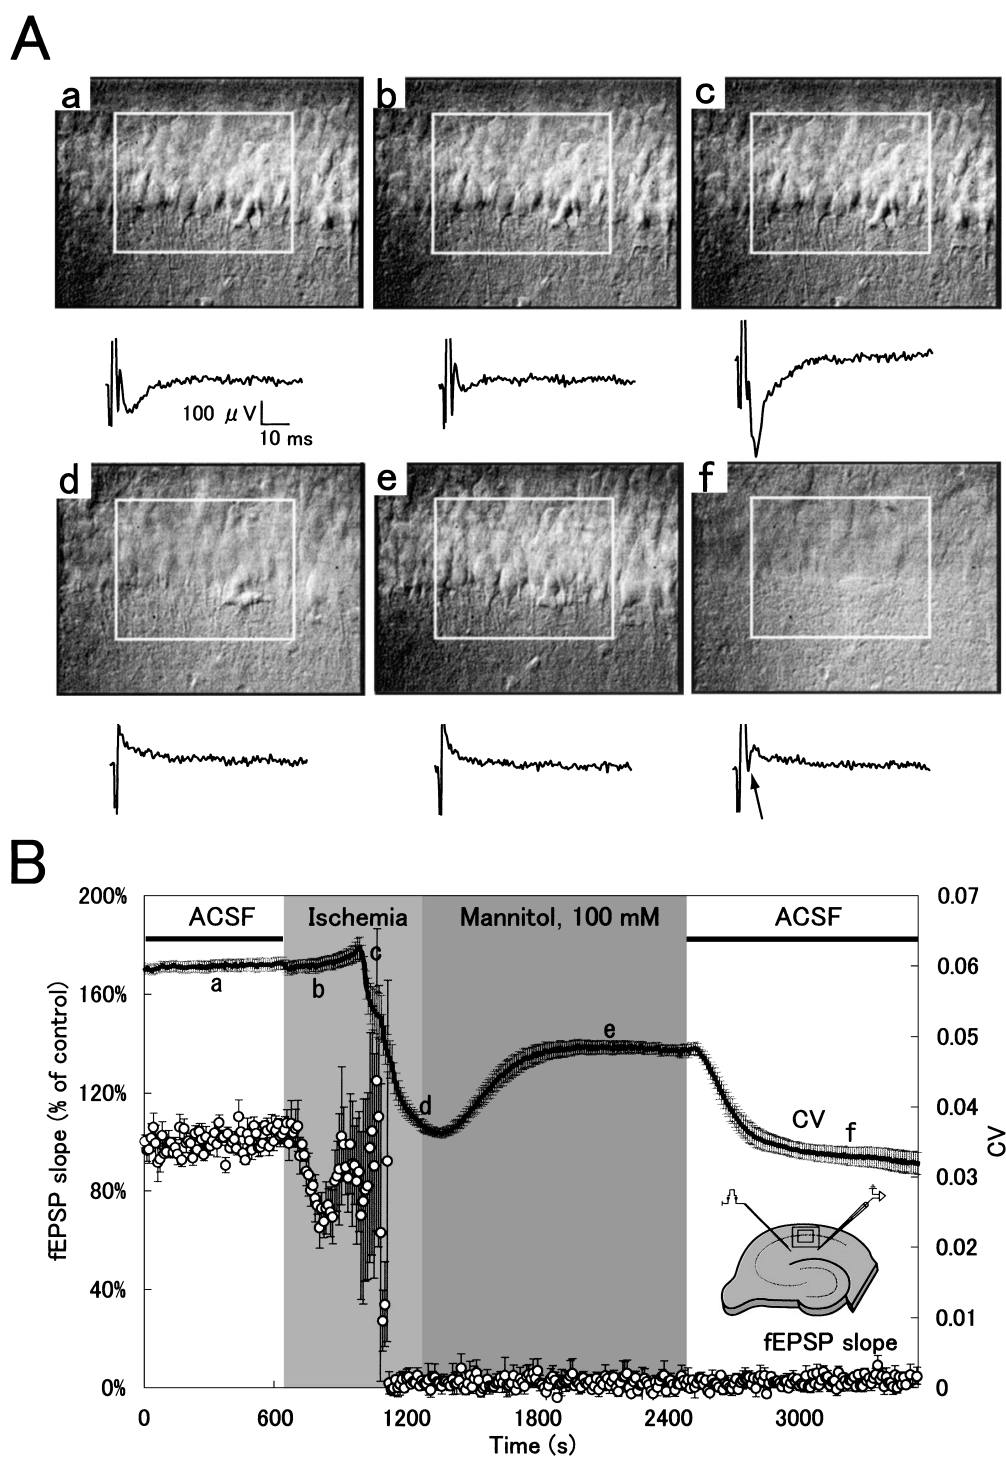 A
a
b
c
100 μV
10 ms
d
e
f
B
200%
160%
120%
80%
40%
0%
fEPSP slope (% of control)
ACSF
Ischemia
Mannitol, 100 mM
ACSF
a
b
c
d
e
CV
f
fEPSP slope
0.07
0.06
0.05
0.04
0.03
0.02
0.01
0
CV
0
600
1200
1800
2400
3000
Time (s)